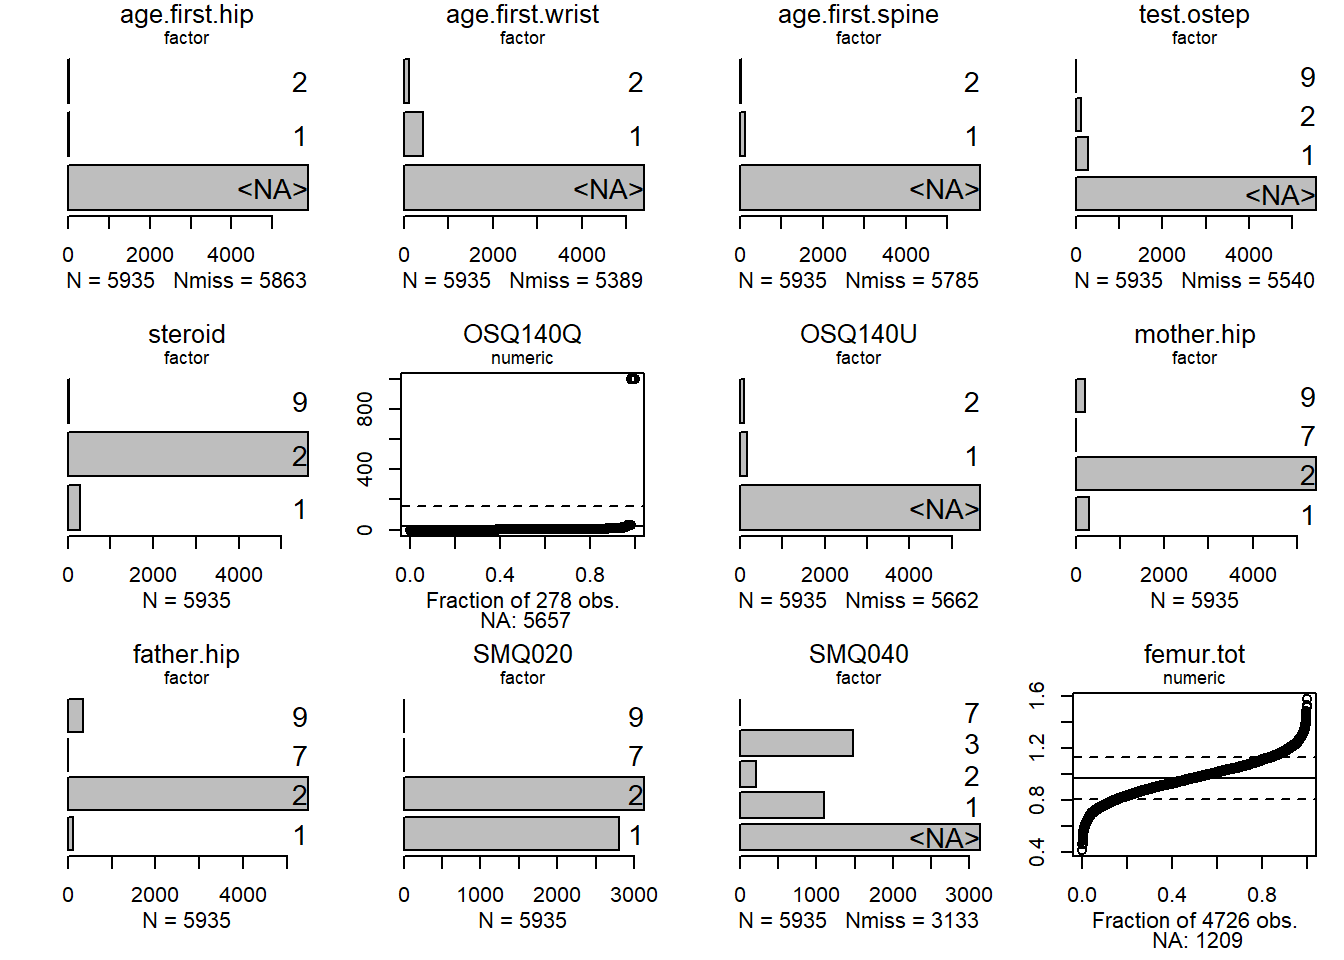 age.first.hip
factor
2
1
<NA>
0 2000 4000
N = 5935 Nmiss = 5863
age.first.wrist
factor
2
1
<NA>
0 2000 4000
N = 5935 Nmiss = 5389
age.first.spine
factor
2
1
<NA>
0 2000 4000
N = 5935 Nmiss = 5785
test.ostep
factor
9
2
1
<NA>
0 2000 4000
N = 5935 Nmiss = 5540
steroid
factor
9
2
1
0 2000 4000
N = 5935
OSQ140Q
numeric
800
400
0
0.0 0.4 0.8
Fraction of 278 obs.
NA: 5657
OSQ140U
factor
2
1
<NA>
0 2000 4000
N = 5935 Nmiss = 5662
mother.hip
factor
9
7
2
1
0 2000 4000
N = 5935
father.hip
factor
9
7
2
1
0 2000 4000
N = 5935
SMQ020
factor
9
7
2
1
0 1000 2000 3000
N = 5935
SMQ040
factor
7
3
2
1
<NA>
0 1000 2000 3000
N = 5935 Nmiss = 3133
femur.tot
numeric
1.6
1.2
0.8
0.4
0.0 0.4 0.8
Fraction of 4726 obs.
NA: 1209